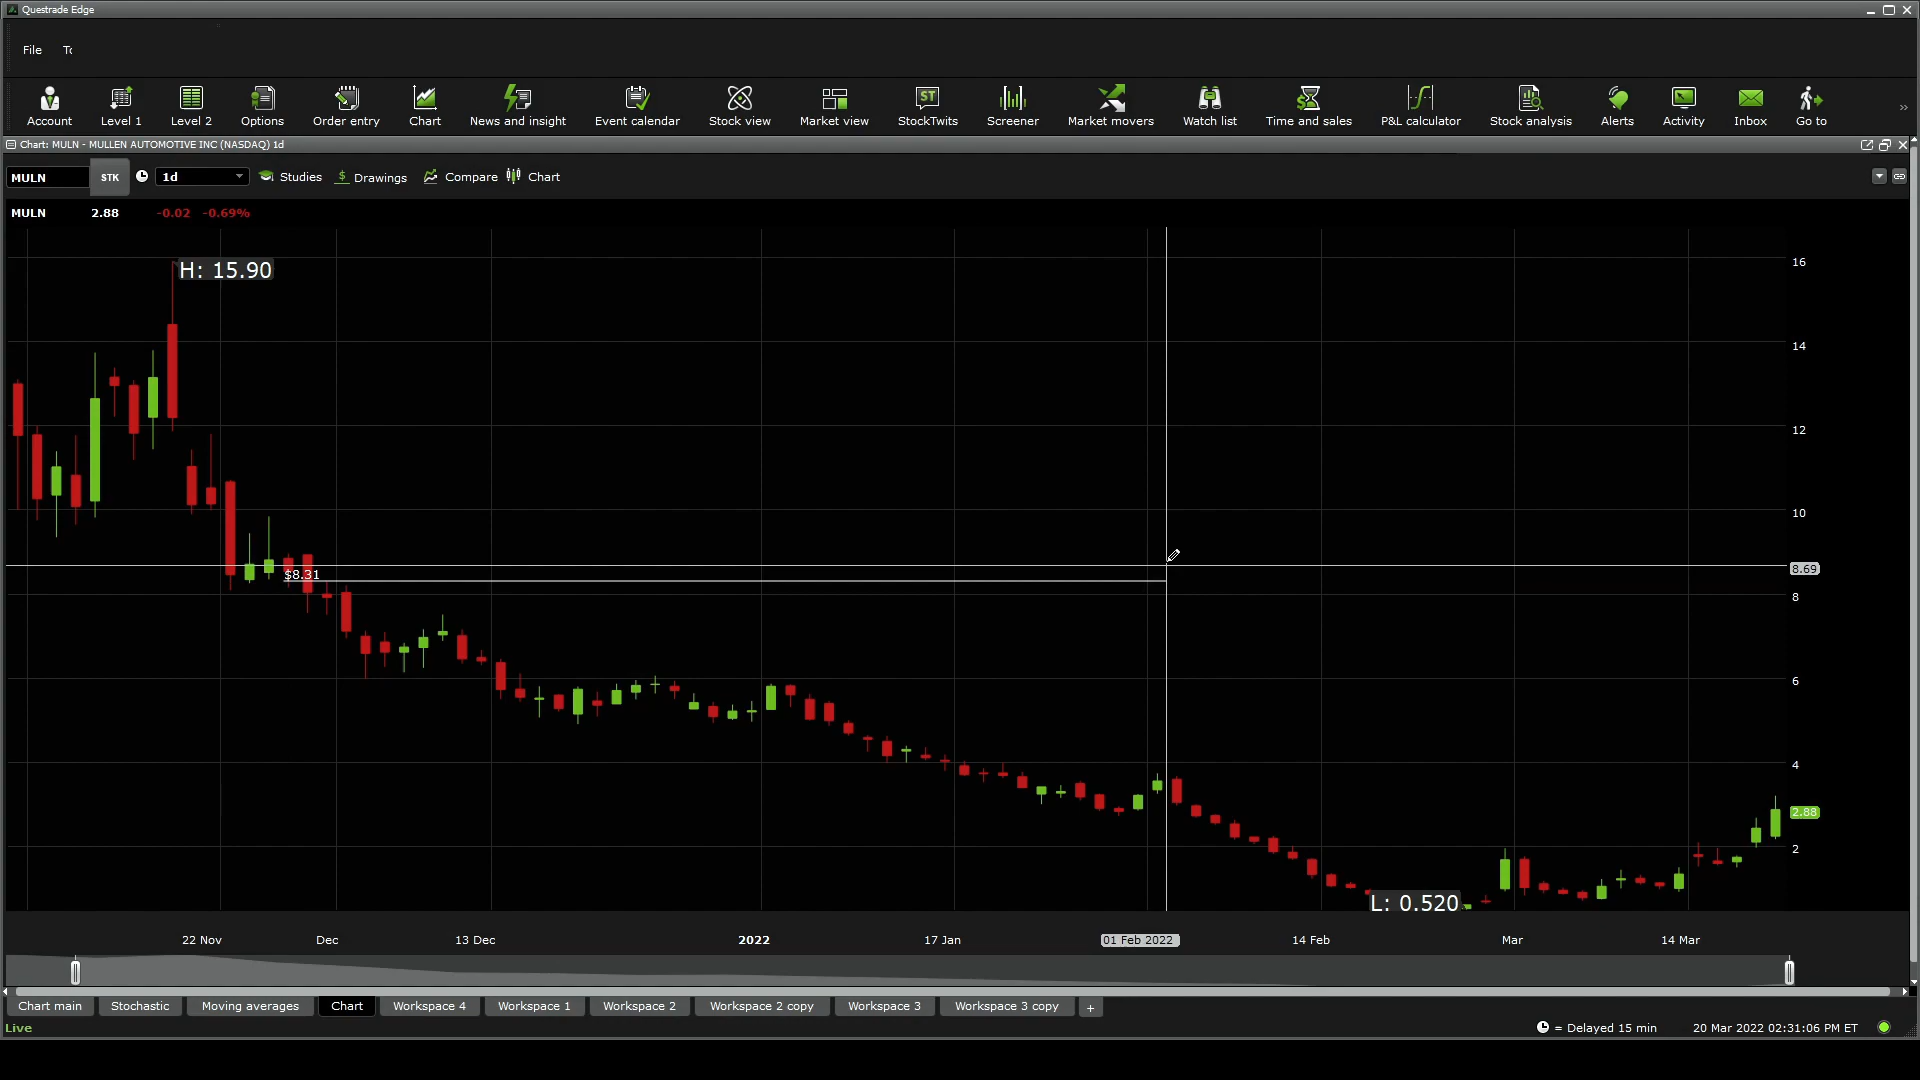 Questrade Edge
File To
Account Level 1 Level 2 Options Order entry Chart News and insight Event calendar Stock view Market view StockTwits Screener Market movers Watch list Time and sales P&L calculator Stock analysis Alerts Activity Inbox Go to
Chart: MULN - MULLEN AUTOMOTIVE INC (NASDAQ) 1d
MULN STK 1d Studies Drawings Compare Chart
MULN 2.88 -0.02 -0.69%
H: 15.90
16
14
12
10
8.69
$8.31
8
6
4
2.88
2
L: 0.520
22 Nov Dec 13 Dec 2022 17 Jan 01 Feb 2022 14 Feb Mar 14 Mar
Chart main Stochastic Moving averages Chart Workspace 4 Workspace 1 Workspace 2 Workspace 2 copy Workspace 3 Workspace 3 copy +
Live = Delayed 15 min 20 Mar 2022 02:31:06 PM ET